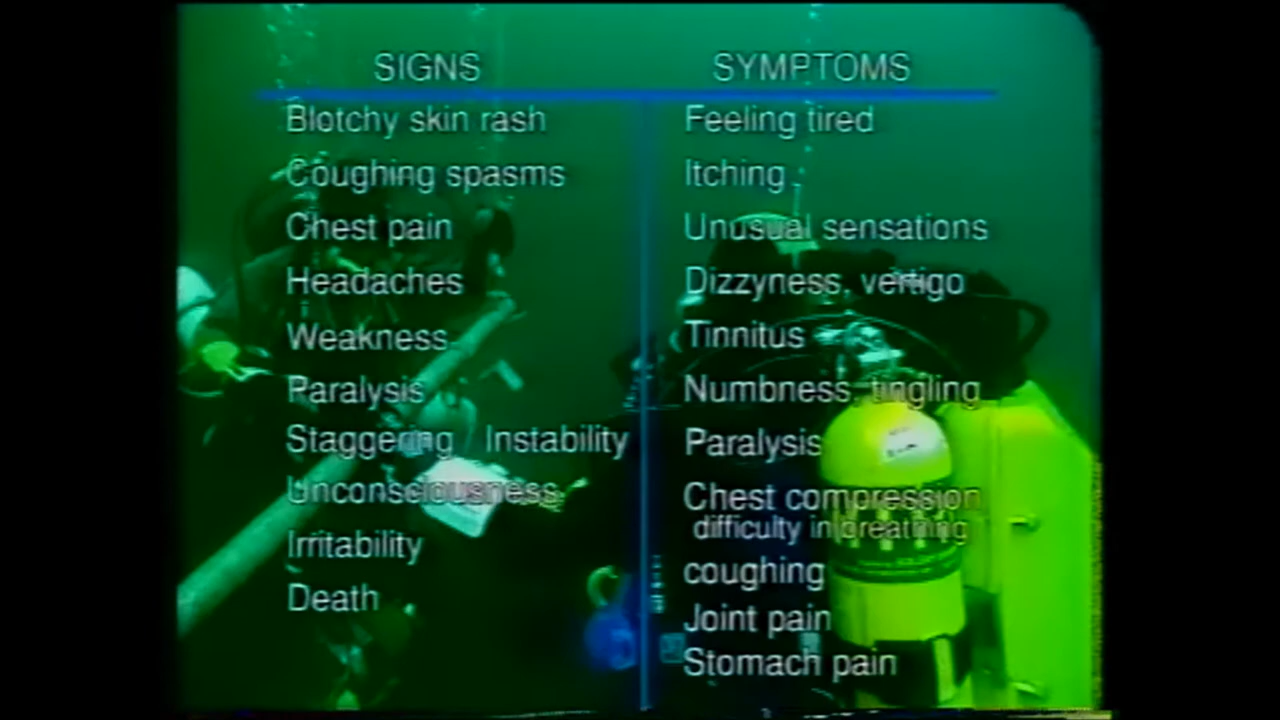 SIGNS
SYMPTOMS
Blotchy skin rash
Coughing spasms
Chest pain
Headaches
Weakness
Paralysis
Staggering Instability
Unconsciousness
Irritability
Death
Feeling tired
Itching
Unusual sensations
Dizzyness, vertigo
Tinnitus
Numbness, tingling
Paralysis
Chest compression
difficulty in breathing
coughing
Joint pain
Stomach pain